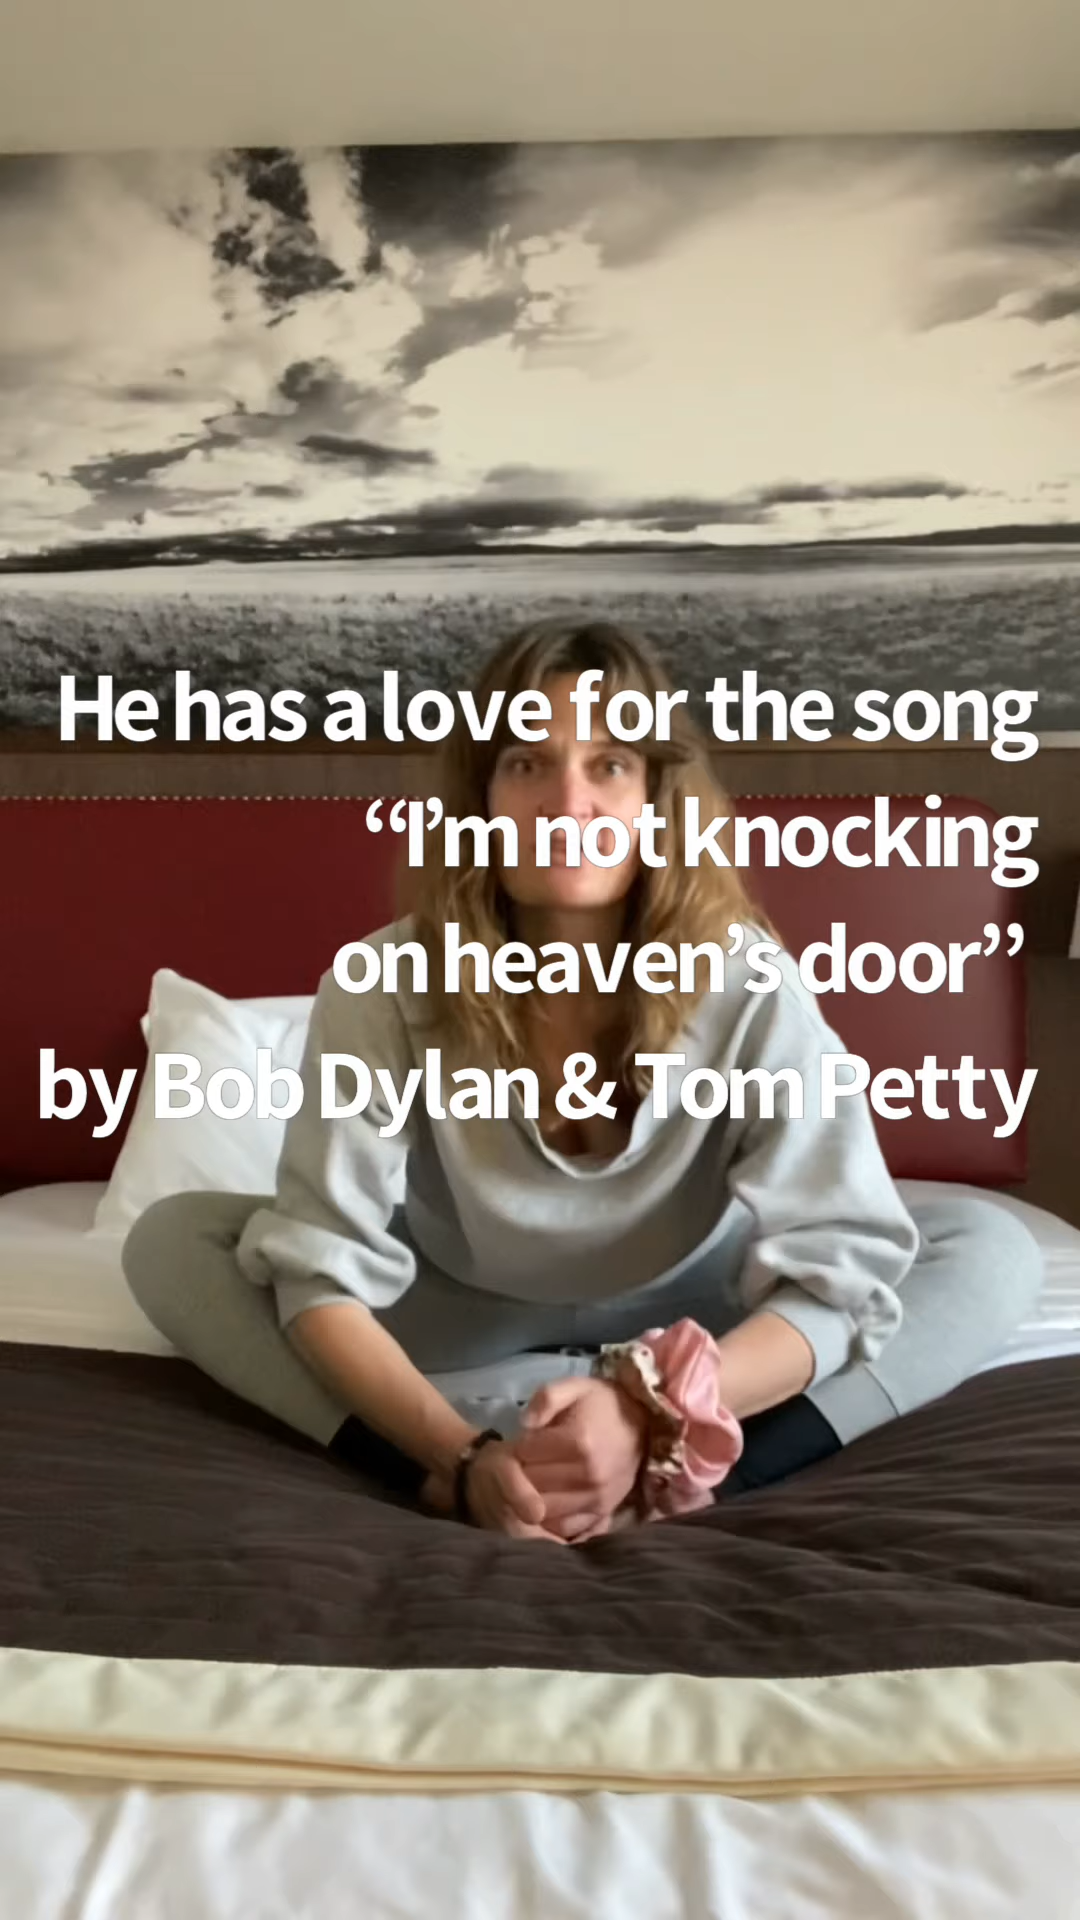 He has a love for the song
“I’m not knocking
on heaven’s door”
by Bob Dylan & Tom Petty